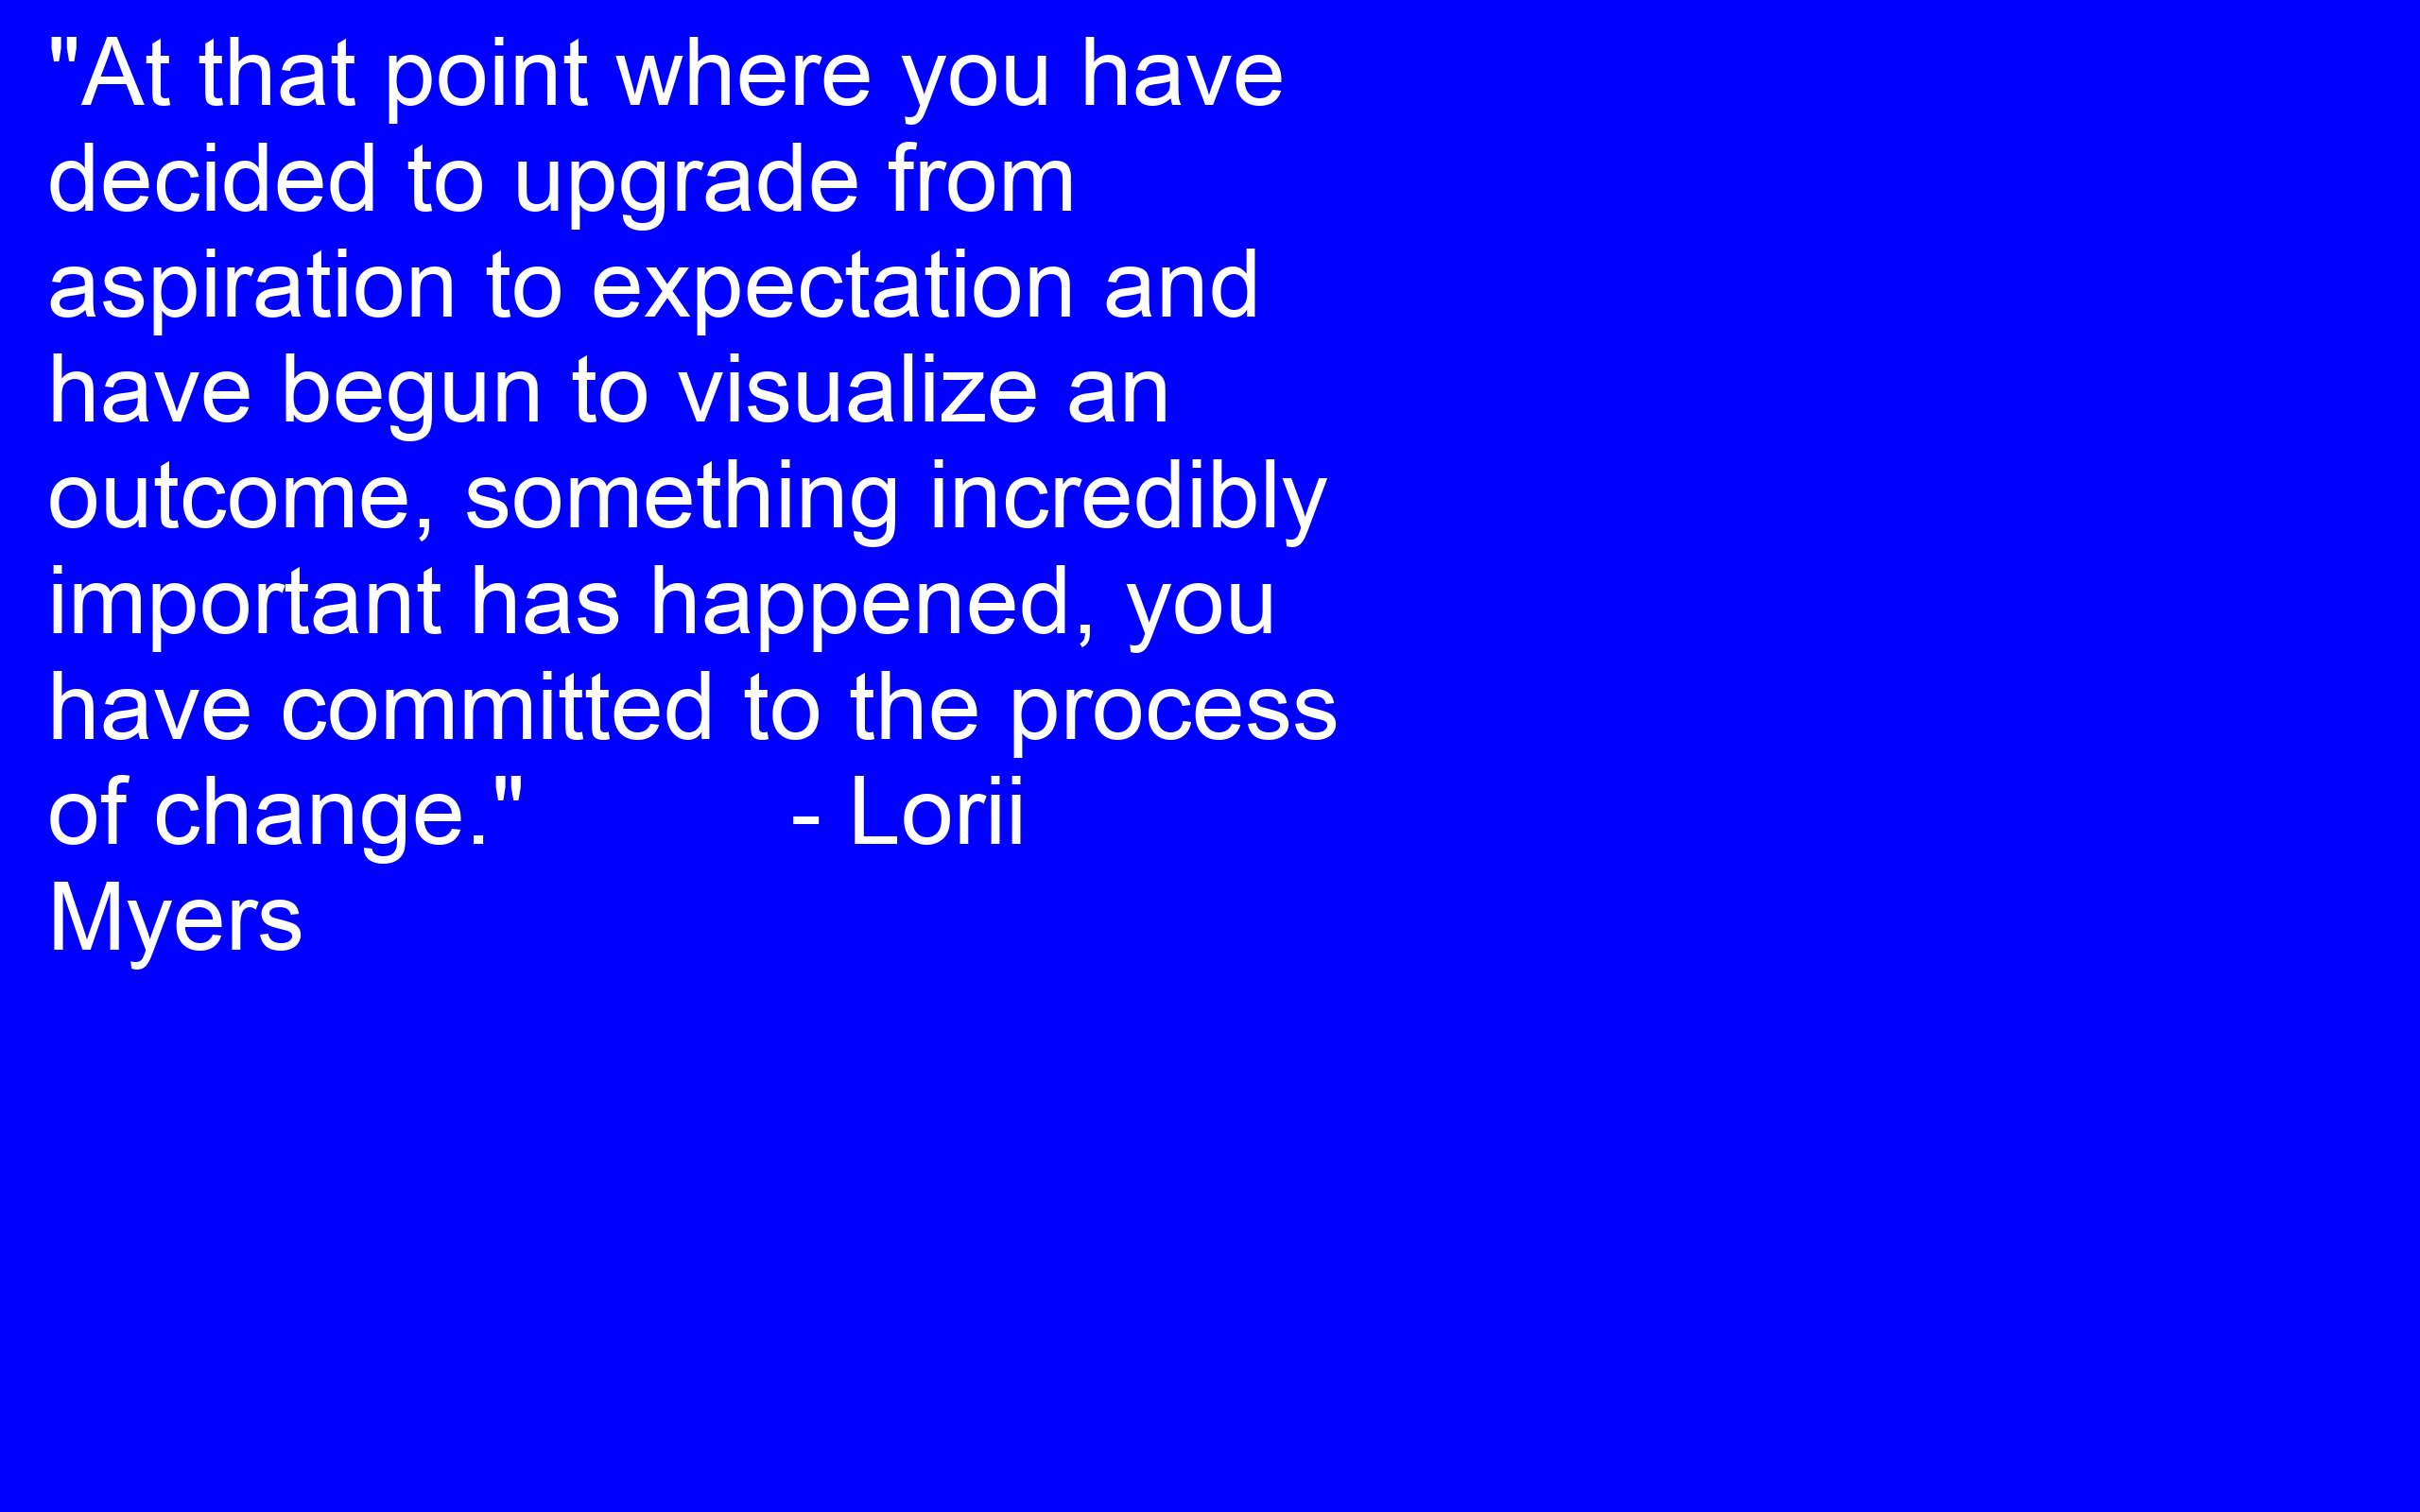 "At that point where you have
decided to upgrade from
aspiration to expectation and
have begun to visualize an
outcome, something incredibly
important has happened, you
have committed to the process
of change."          - Lorii
Myers